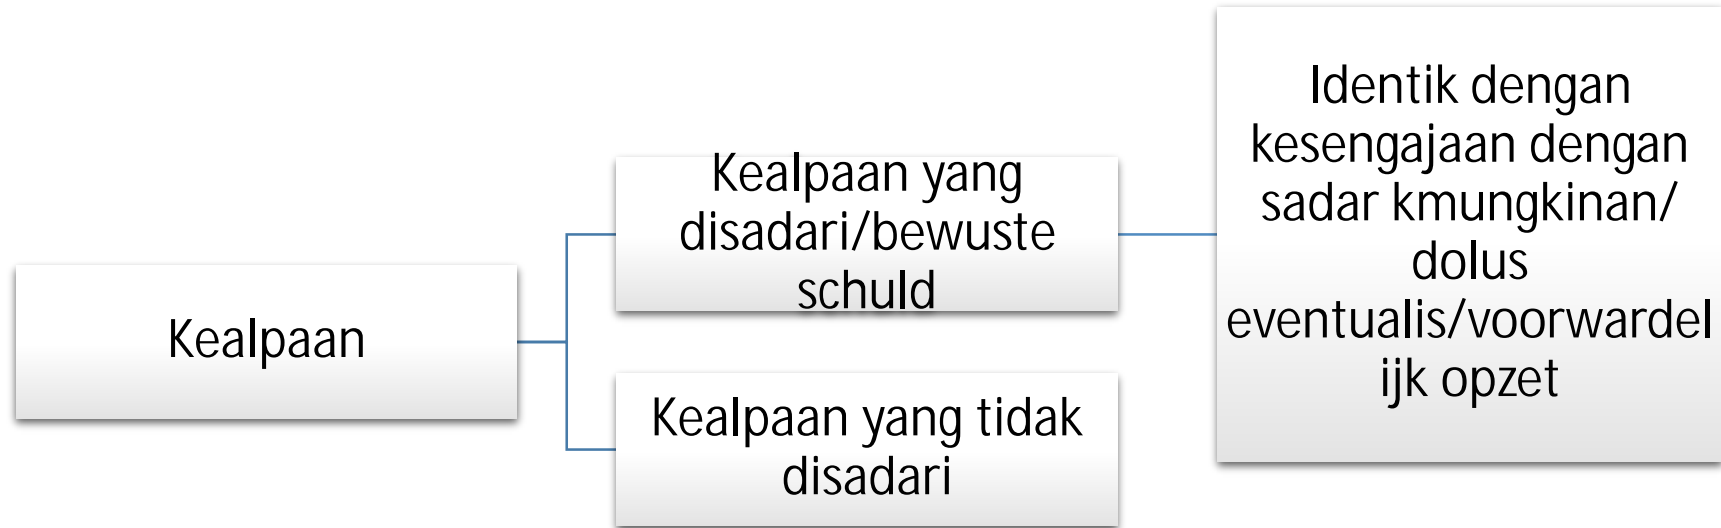 Kealpaan
Kealpaan yang
disadari/bewuste
schuld
Identik dengan
kesengajaan dengan
sadar kmungkinan/
dolus
eventualis/voorwardel
ijk opzet
Kealpaan yang tidak
disadari